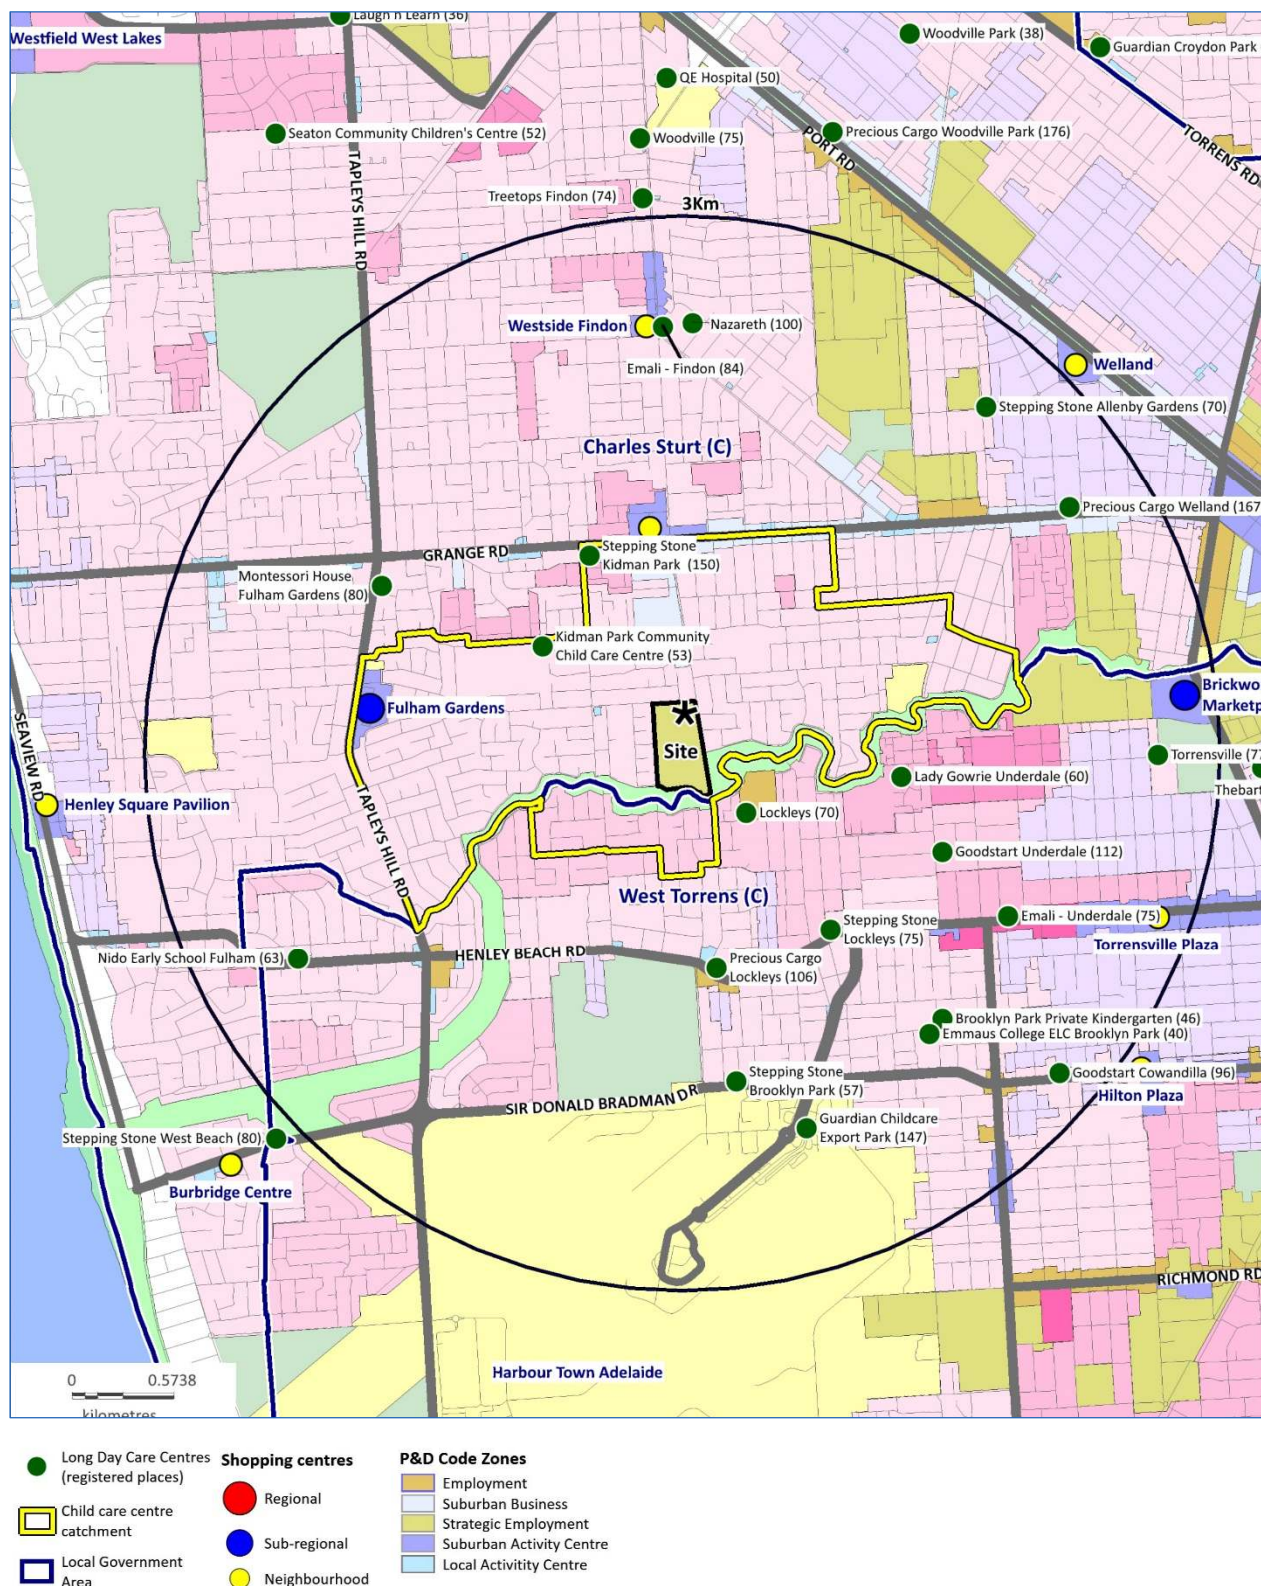 Laugh n Learn (36)
Westfield West Lakes
Woodville Park (38)
Guardian Croydon Park
QE Hospital (50)
Seaton Community Children's Centre (52)
Woodville (75)
Precious Cargo Woodville Park (176)
PORT RD
TORRENS RD
TAPLEYS HILL RD
Treetops Findon (74)
3Km
Westside Findon
Nazareth (100)
Emali - Findon (84)
Welland
Stepping Stone Allenby Gardens (70)
Charles Sturt (C)
Precious Cargo Welland (167
GRANGE RD
Stepping Stone
Kidman Park (150)
Montessori House
Fulham Gardens (80)
Kidman Park Community
Child Care Centre (53)
Fulham Gardens
Site
Brickwo
Marketp
SEAVIEW RD
Torrensville (77
Lady Gowrie Underdale (60)
Thebart
Henley Square Pavilion
TAPLEYS HILL RD
Lockleys (70)
Goodstart Underdale (112)
West Torrens (C)
Stepping Stone
Lockleys (75)
Emali - Underdale (75)
Torrensville Plaza
Nido Early School Fulham (63)
HENLEY BEACH RD
Precious Cargo
Lockleys (106)
Brooklyn Park Private Kindergarten (46)
Emmaus College ELC Brooklyn Park (40)
Stepping Stone
Brooklyn Park (57)
Goodstart Cowandilla (96)
Hilton Plaza
SIR DONALD BRADMAN DR
Guardian Childcare
Export Park (147)
Stepping Stone West Beach (80)
Burbridge Centre
RICHMOND RD
Harbour Town Adelaide
0 0.5738
kilometres
Long Day Care Centres
(registered places)
Child care centre
catchment
Local Government
Area
Shopping centres
Regional
Sub-regional
Neighbourhood
P&D Code Zones
Employment
Suburban Business
Strategic Employment
Suburban Activity Centre
Local Activitity Centre